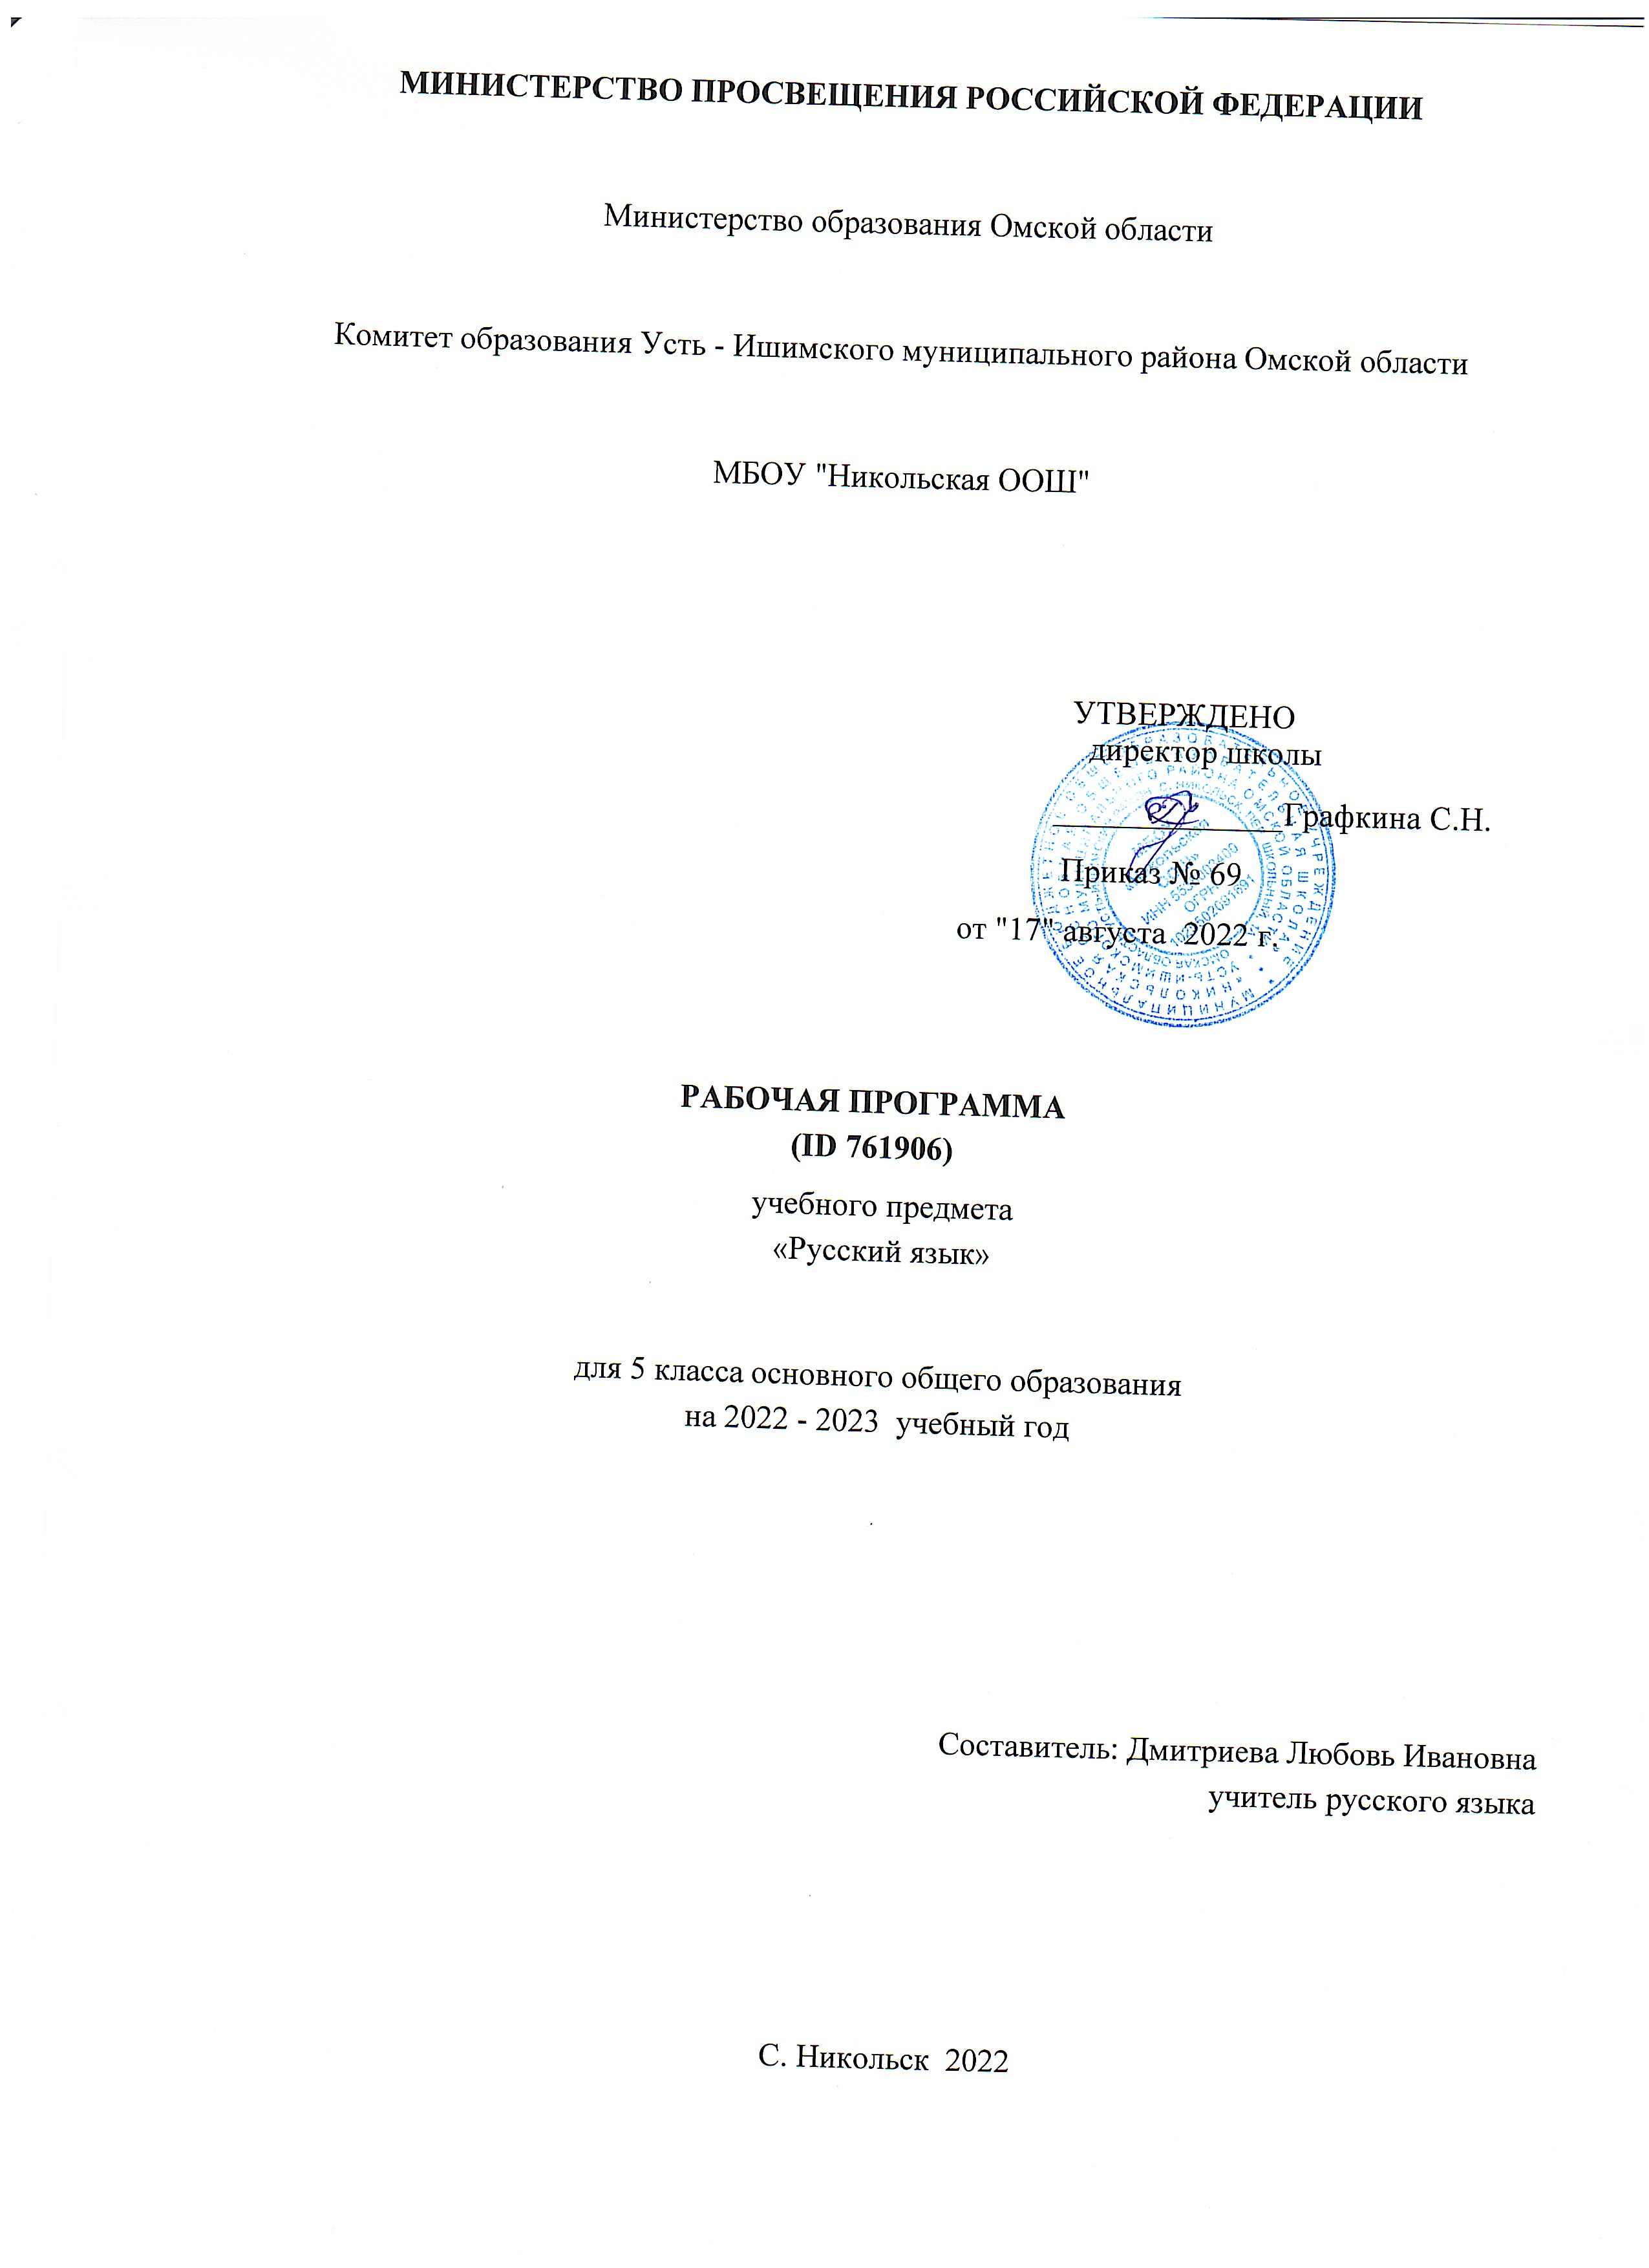 МИНИСТЕРСТВО ПРОСВЕЩЕНИЯ РОССИЙСКОЙ ФЕДЕРАЦИИ
Министерство образования Омской области
Комитет образования Усть - Ишимского муниципального района Омской области
МБОУ "Никольская ООШ"
УТВЕРЖДЕНО
директор школы
Графкина С.Н.
Приказ № 69
от "17" августа 2022 г.
РАБОЧАЯ ПРОГРАММА
(ID 761906)
учебного предмета
«Русский язык»
для 5 класса основного общего образования
на 2022 - 2023 учебный год
Составитель: Дмитриева Любовь Ивановна
учитель русского языка
С. Никольск 2022